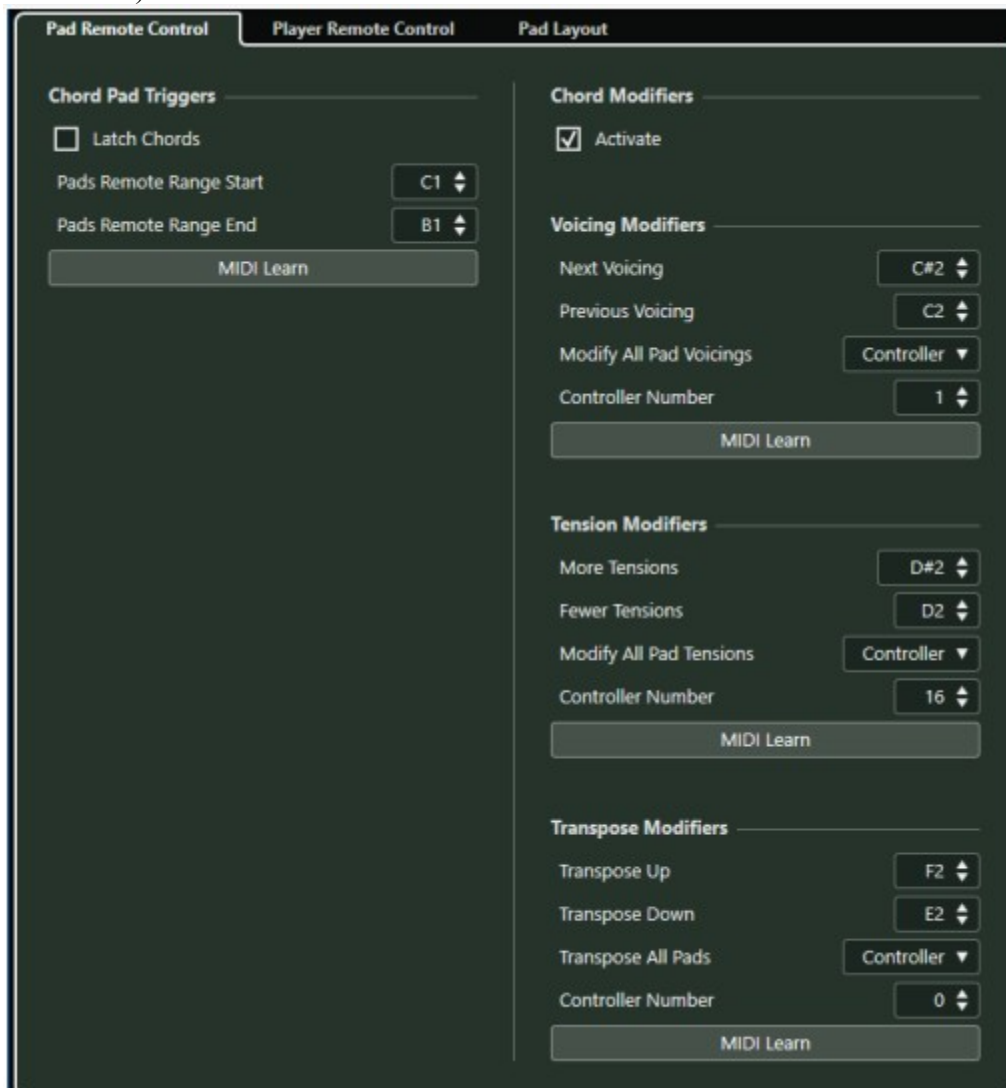 Pad Remote Control Player Remote Control Pad Layout
Chord Pad Triggers
Latch Chords
Pads Remote Range Start C1
Pads Remote Range End B1
MIDI Learn
Chord Modifiers
Activate
Voicing Modifiers
Next Voicing C#2
Previous Voicing C2
Modify All Pad Voicings Controller
Controller Number 1
MIDI Learn
Tension Modifiers
More Tensions D#2
Fewer Tensions D2
Modify All Pad Tensions Controller
Controller Number 16
MIDI Learn
Transpose Modifiers
Transpose Up F2
Transpose Down E2
Transpose All Pads Controller
Controller Number 0
MIDI Learn